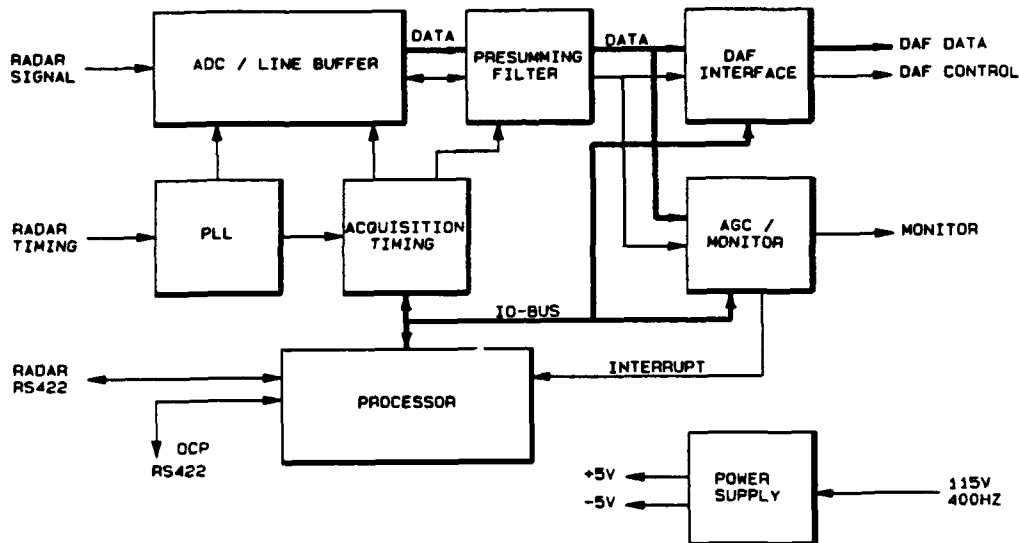 RADAR
SIGNAL
ADC / LINE BUFFER
DATA
PRESUMMING
FILTER
DATA
DAF
INTERFACE
DAF DATA
DAF CONTROL
RADAR
TIMING
PLL
ACQUISITION
TIMING
AGC /
MONITOR
MONITOR
IO-BUS
RADAR
RS422
PROCESSOR
INTERRUPT
OCP
RS422
+5V
-5V
POWER
SUPPLY
115V
400HZ